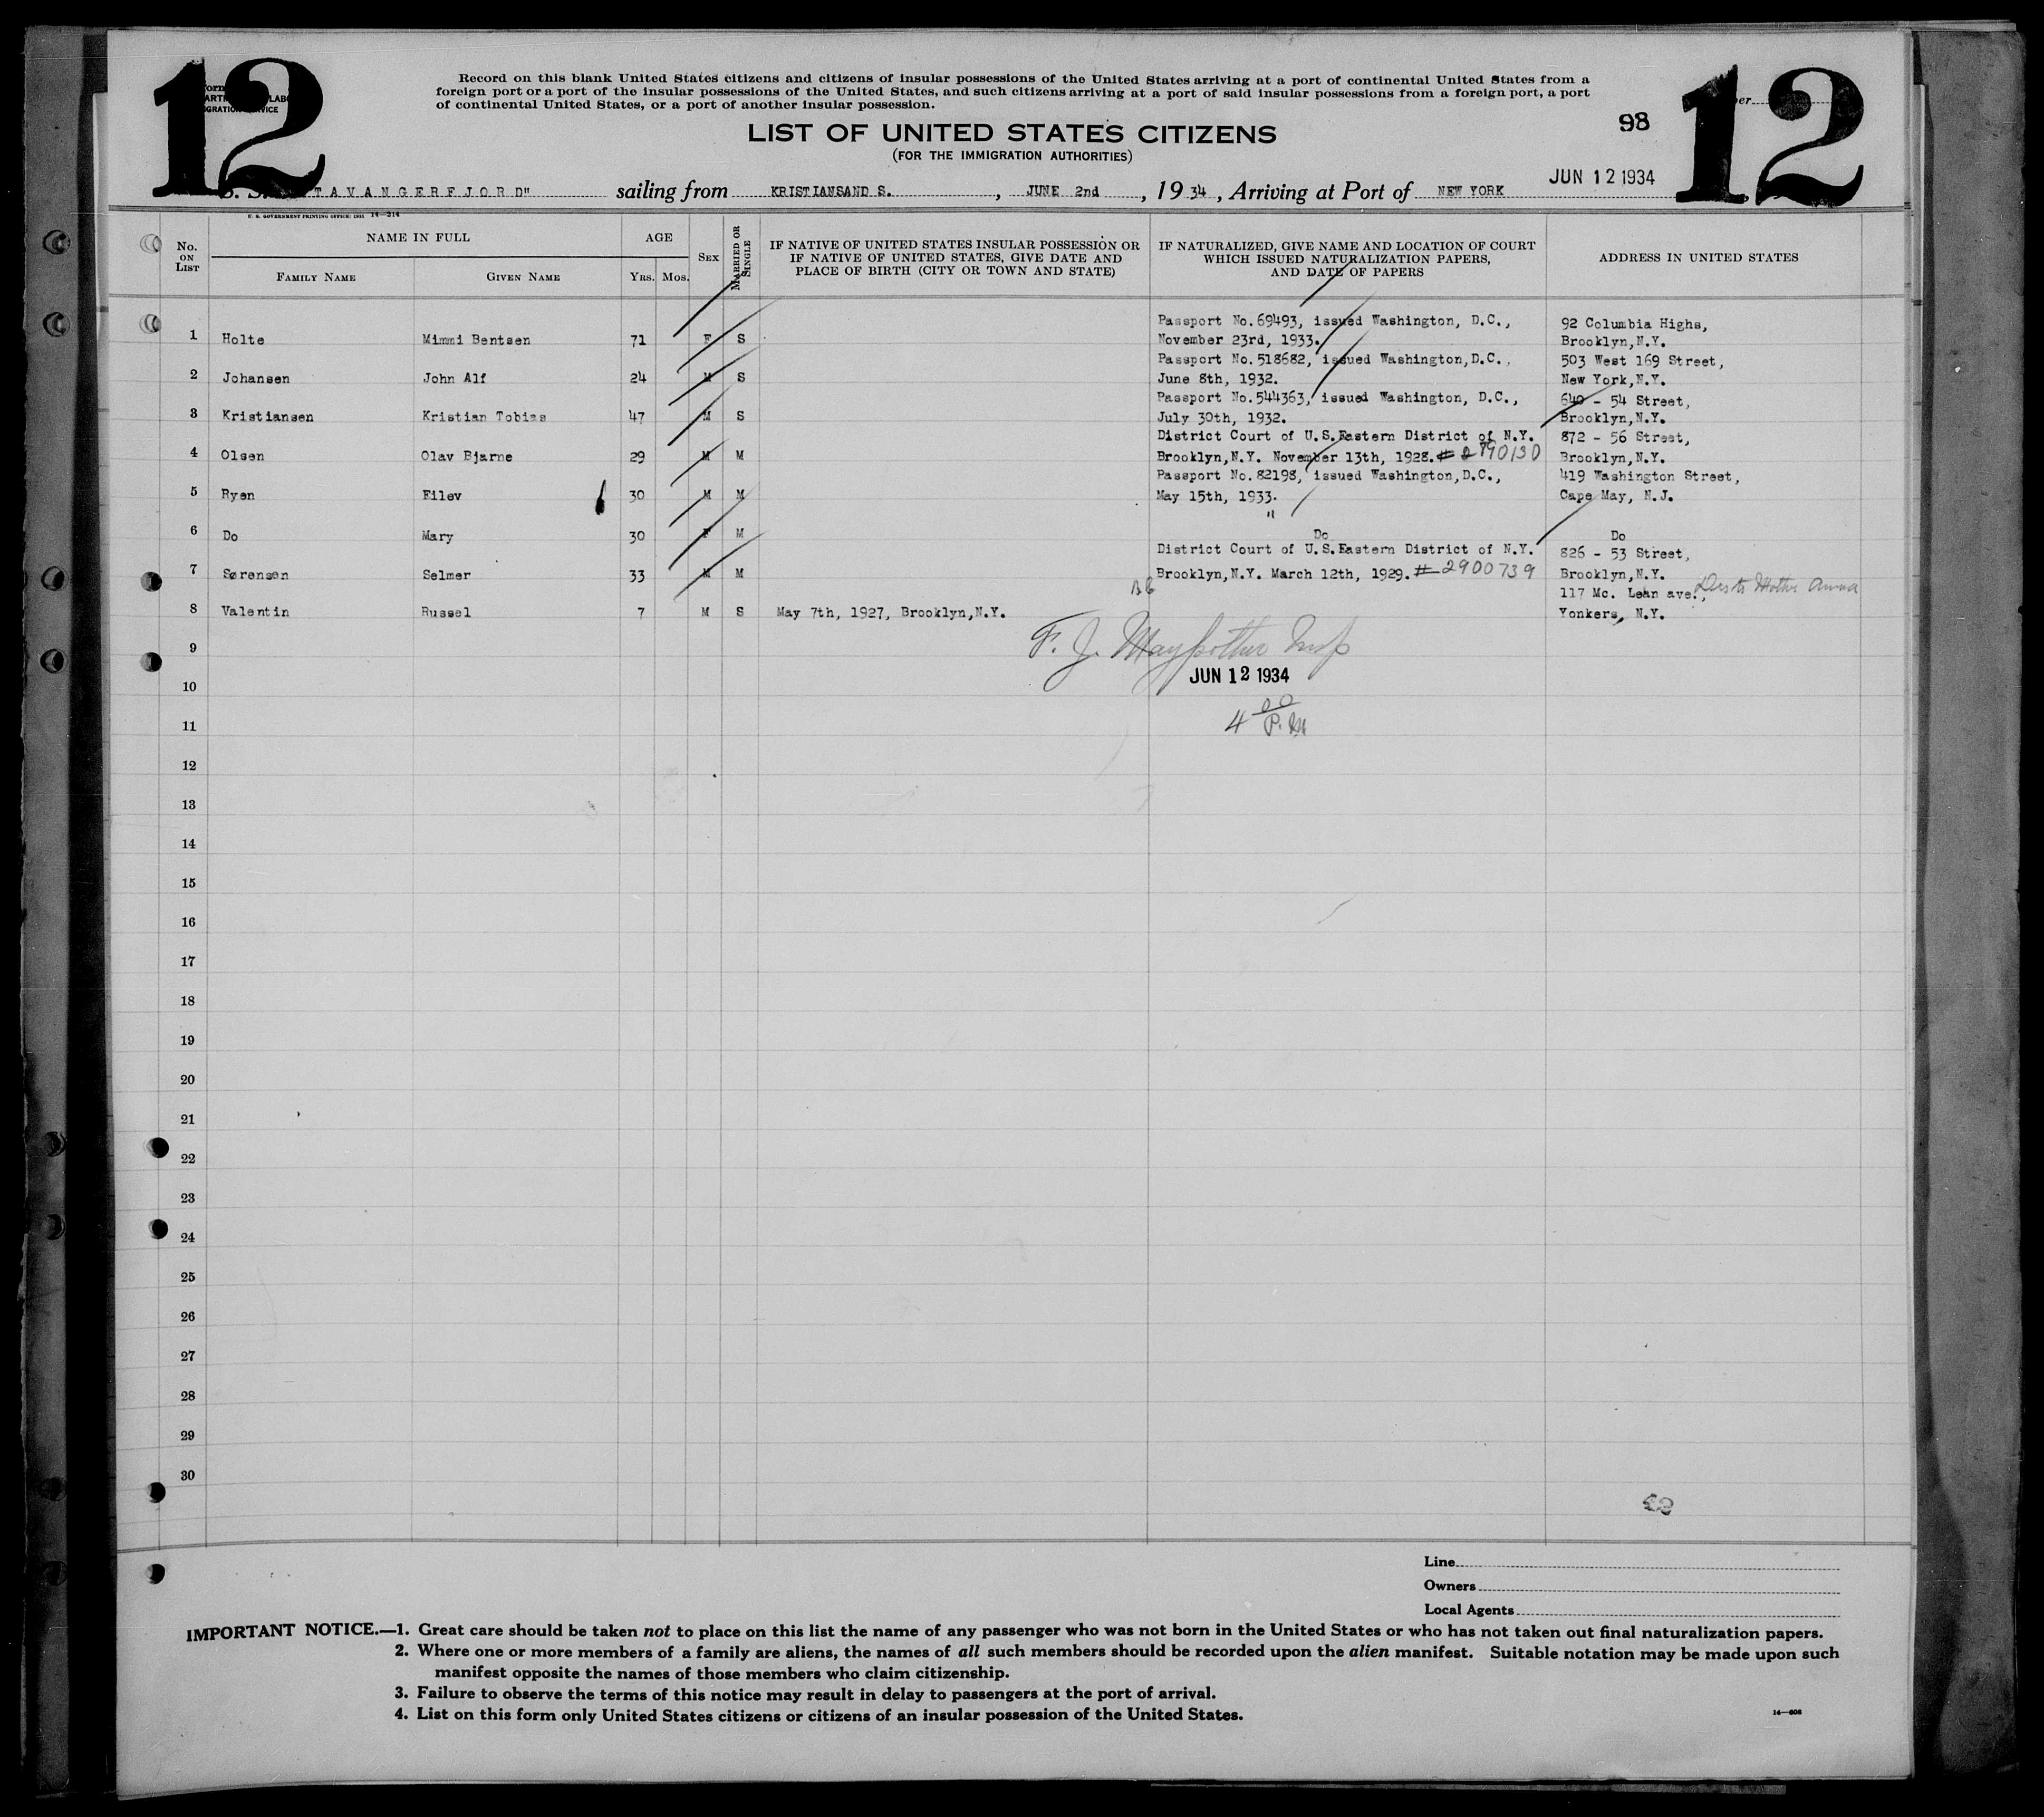 12
12
Record on this blank United States citizens and citizens of insular possessions of the United States arriving at a port of continental United States from a
foreign port or a port of the insular possessions of the United States, and such citizens arriving at a port of said insular possessions from a foreign port, a port
of continental United States, or a port of another insular possession.
98
LIST OF UNITED STATES CITIZENS
(FOR THE IMMIGRATION AUTHORITIES)
S. S. TAVANGERFJORD" sailing from KRISTIANSAND S. , JUNE 2nd , 1934 , Arriving at Port of NEW YORK JUN 12 1934
U. S. GOVERNMENT PRINTING OFFICE: 1931 14—214
No. ON LIST
NAME IN FULL
FAMILY NAME
GIVEN NAME
AGE
YRS. MOS.
SEX
MARRIED OR SINGLE
IF NATIVE OF UNITED STATES INSULAR POSSESSION OR
IF NATIVE OF UNITED STATES, GIVE DATE AND
PLACE OF BIRTH (CITY OR TOWN AND STATE)
IF NATURALIZED, GIVE NAME AND LOCATION OF COURT
WHICH ISSUED NATURALIZATION PAPERS,
AND DATE OF PAPERS
ADDRESS IN UNITED STATES
Passport No.69493, issued Washington, D.C., 92 Columbia Highs,
1 Holte Mimmi Bentsen 71 F S November 23rd, 1933. Brooklyn,N.Y.
Passport No.518682, issued Washington,D.C., 503 West 169 Street,
2 Johansen John Alf 24 M S June 8th, 1932. New York,N.Y.
Passport No.544363, issued Washington, D.C., 640 - 54 Street,
3 Kristiansen Kristian Tobias 47 M S July 30th, 1932. Brooklyn,N.Y.
District Court of U.S.Eastern District of N.Y. 872 - 56 Street,
4 Olsen Olav Bjarne 29 M M Brooklyn,N.Y. November 13th, 1928. # 2790130 Brooklyn,N.Y.
Passport No.82198, issued Washington,D.C., 419 Washington Street,
5 Ryen Eilev 30 M M May 15th, 1933. Cape May, N.J.
"
6 Do Mary 30 F M Do Do
District Court of U.S.Eastern District of N.Y. 826 - 53 Street,
7 Sørensen Selmer 33 M M Brooklyn,N.Y. March 12th, 1929. # 2900739 Brooklyn,N.Y.
117 Mc. Lean ave., Mother Anna
8 Valentin Russel 7 M S May 7th, 1927, Brooklyn,N.Y. Yonkers, N.Y.
9
F. J.
JUN 12 1934
10
4 00 P.M
11
12
13
14
15
16
17
18
19
20
21
22
23
24
25
26
27
28
29
30
Line
Owners
Local Agents
IMPORTANT NOTICE.—1. Great care should be taken not to place on this list the name of any passenger who was not born in the United States or who has not taken out final naturalization papers.
2. Where one or more members of a family are aliens, the names of all such members should be recorded upon the alien manifest. Suitable notation may be made upon such
manifest opposite the names of those members who claim citizenship.
3. Failure to observe the terms of this notice may result in delay to passengers at the port of arrival.
4. List on this form only United States citizens or citizens of an insular possession of the United States.
14—608